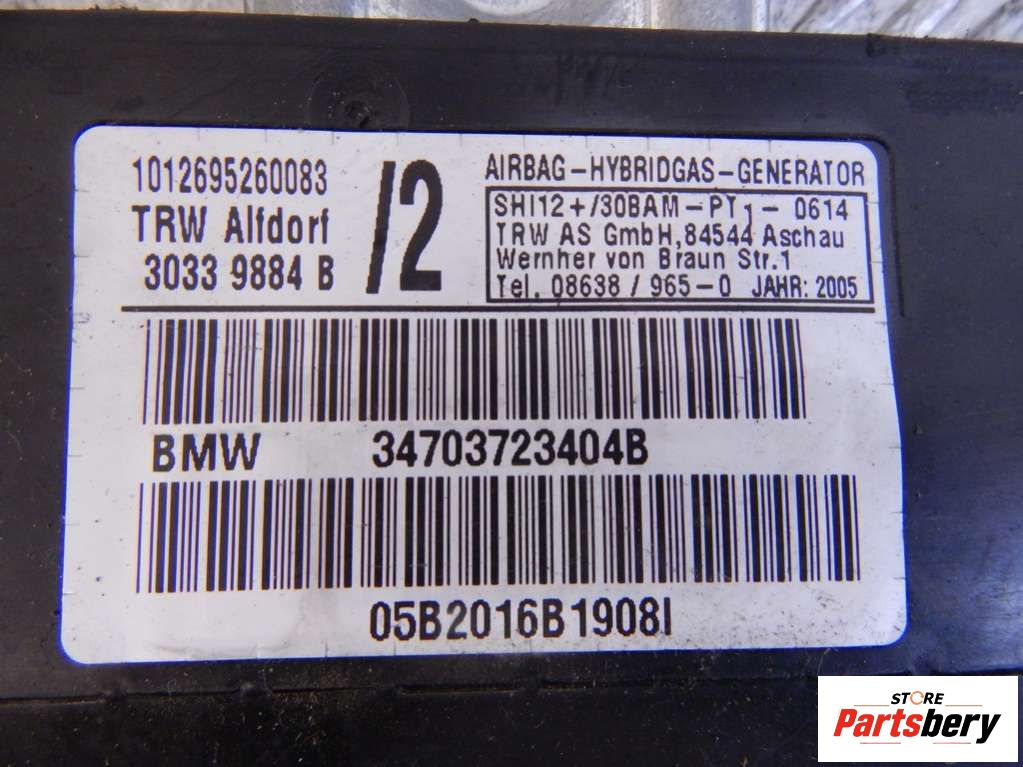 1012695260083
TRW Alfdorf
3033 9884 B
/2
AIRBAG-HYBRIDGAS-GENERATOR
SHI12+/30BAM-PT1-0614
TRW AS GmbH,84544 Aschau
Wernher von Braun Str.1
Tel. 08638 / 965-0 JAHR: 2005
BMW 34703723404B
05B2016B1908I
STORE
Partsbery